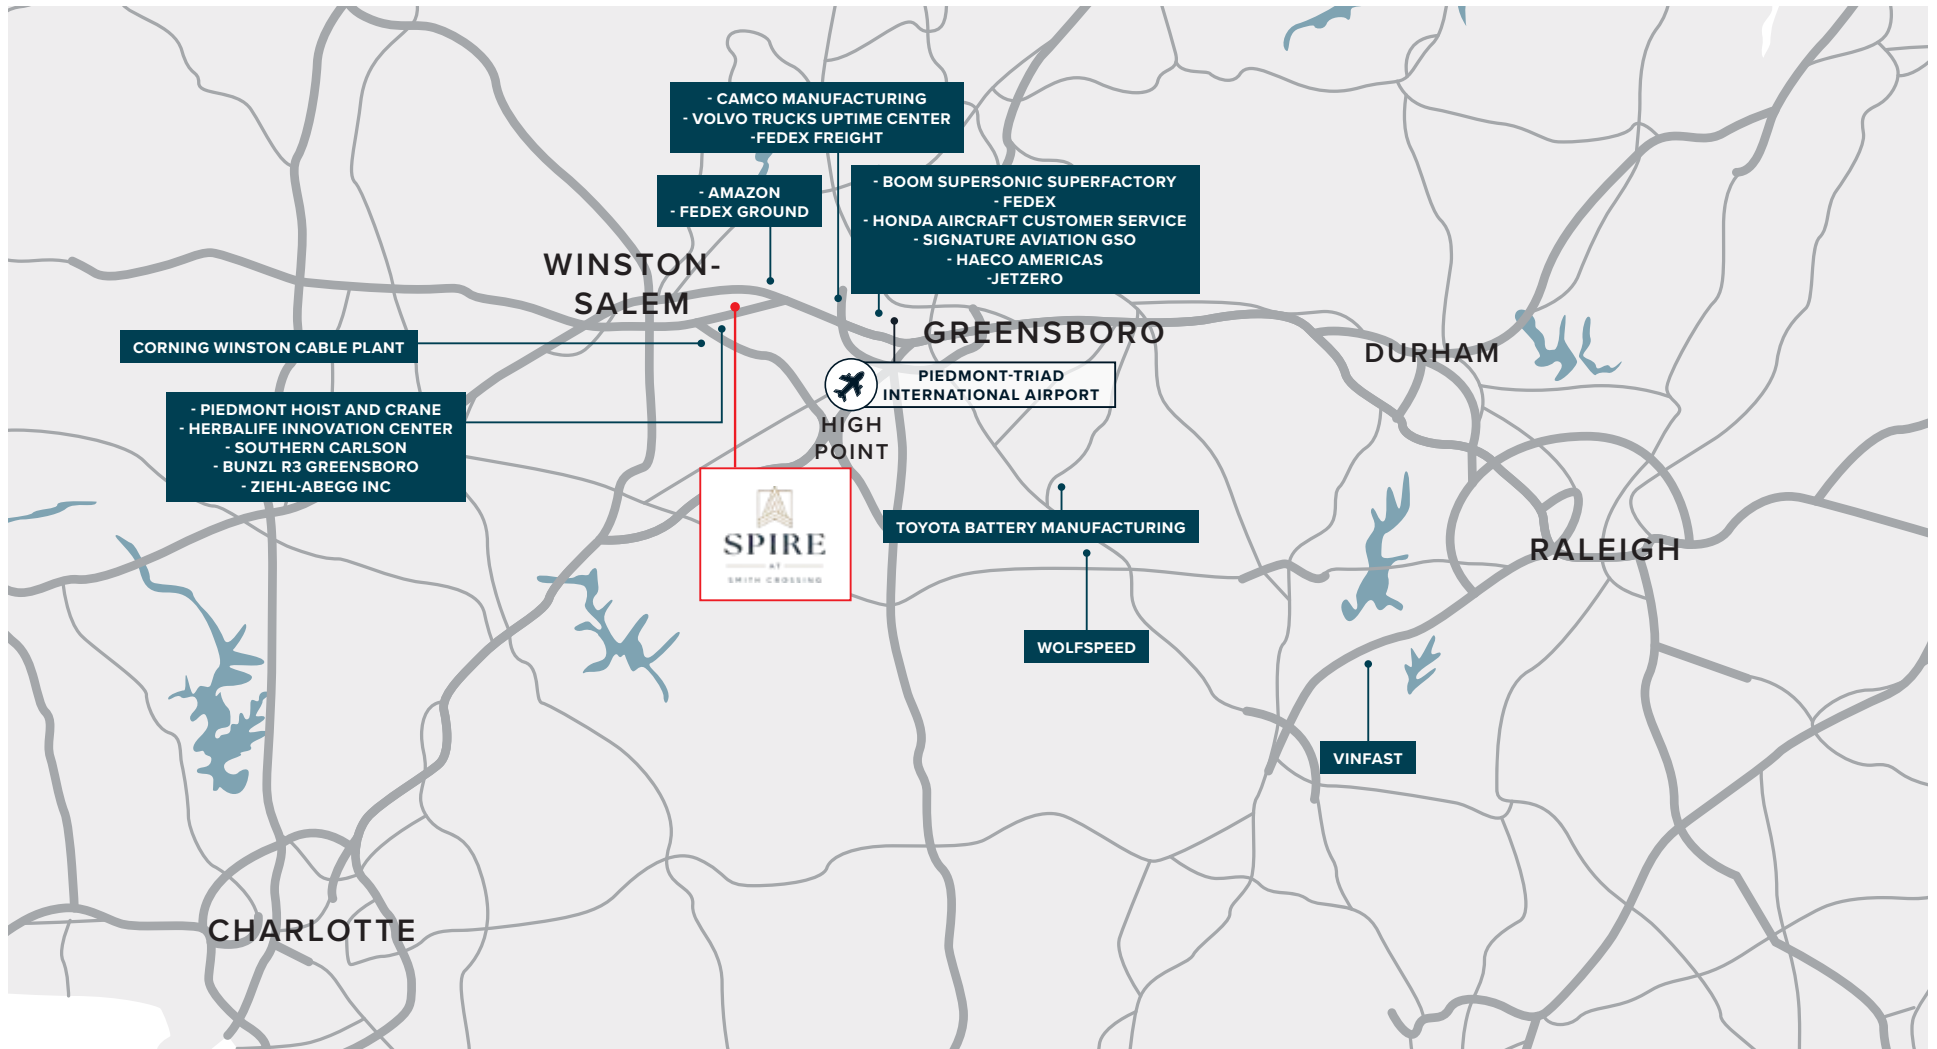 - CAMCO MANUFACTURING
- VOLVO TRUCKS UPTIME CENTER
-FEDEX FREIGHT
- AMAZON
- FEDEX GROUND
- BOOM SUPERSONIC SUPERFACTORY
- FEDEX
- HONDA AIRCRAFT CUSTOMER SERVICE
- SIGNATURE AVIATION GSO
- HAECO AMERICAS
-JETZERO
WINSTON-
SALEM
GREENSBORO
CORNING WINSTON CABLE PLANT
DURHAM
PIEDMONT-TRIAD
INTERNATIONAL AIRPORT
- PIEDMONT HOIST AND CRANE
- HERBALIFE INNOVATION CENTER
- SOUTHERN CARLSON
- BUNZL R3 GREENSBORO
- ZIEHL-ABEGG INC
HIGH
POINT
SPIRE
AT
SMITH CROSSING
TOYOTA BATTERY MANUFACTURING
RALEIGH
WOLFSPEED
VINFAST
CHARLOTTE